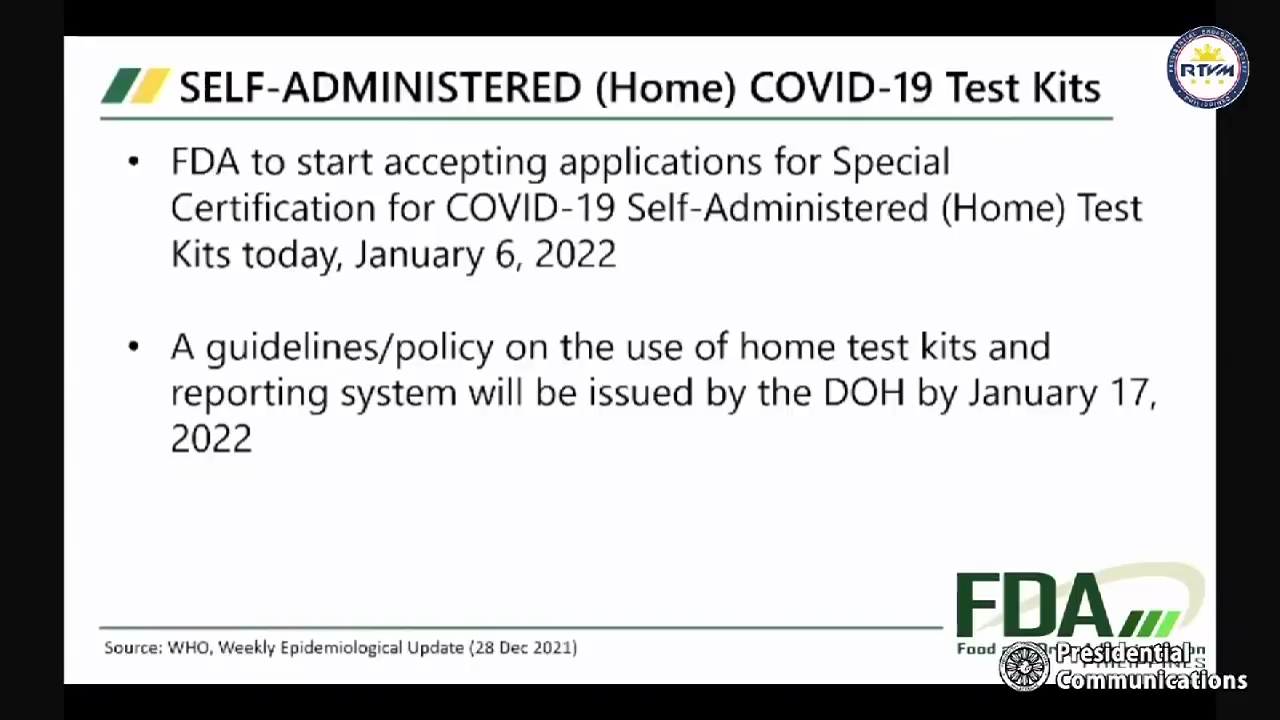 SELF-ADMINISTERED (Home) COVID-19 Test Kits
RTVM
• FDA to start accepting applications for Special
Certification for COVID-19 Self-Administered (Home) Test
Kits today, January 6, 2022
• A guidelines/policy on the use of home test kits and
reporting system will be issued by the DOH by January 17,
2022
FDA
Source: WHO, Weekly Epidemiological Update (28 Dec 2021)
Food
Presidential
Communications